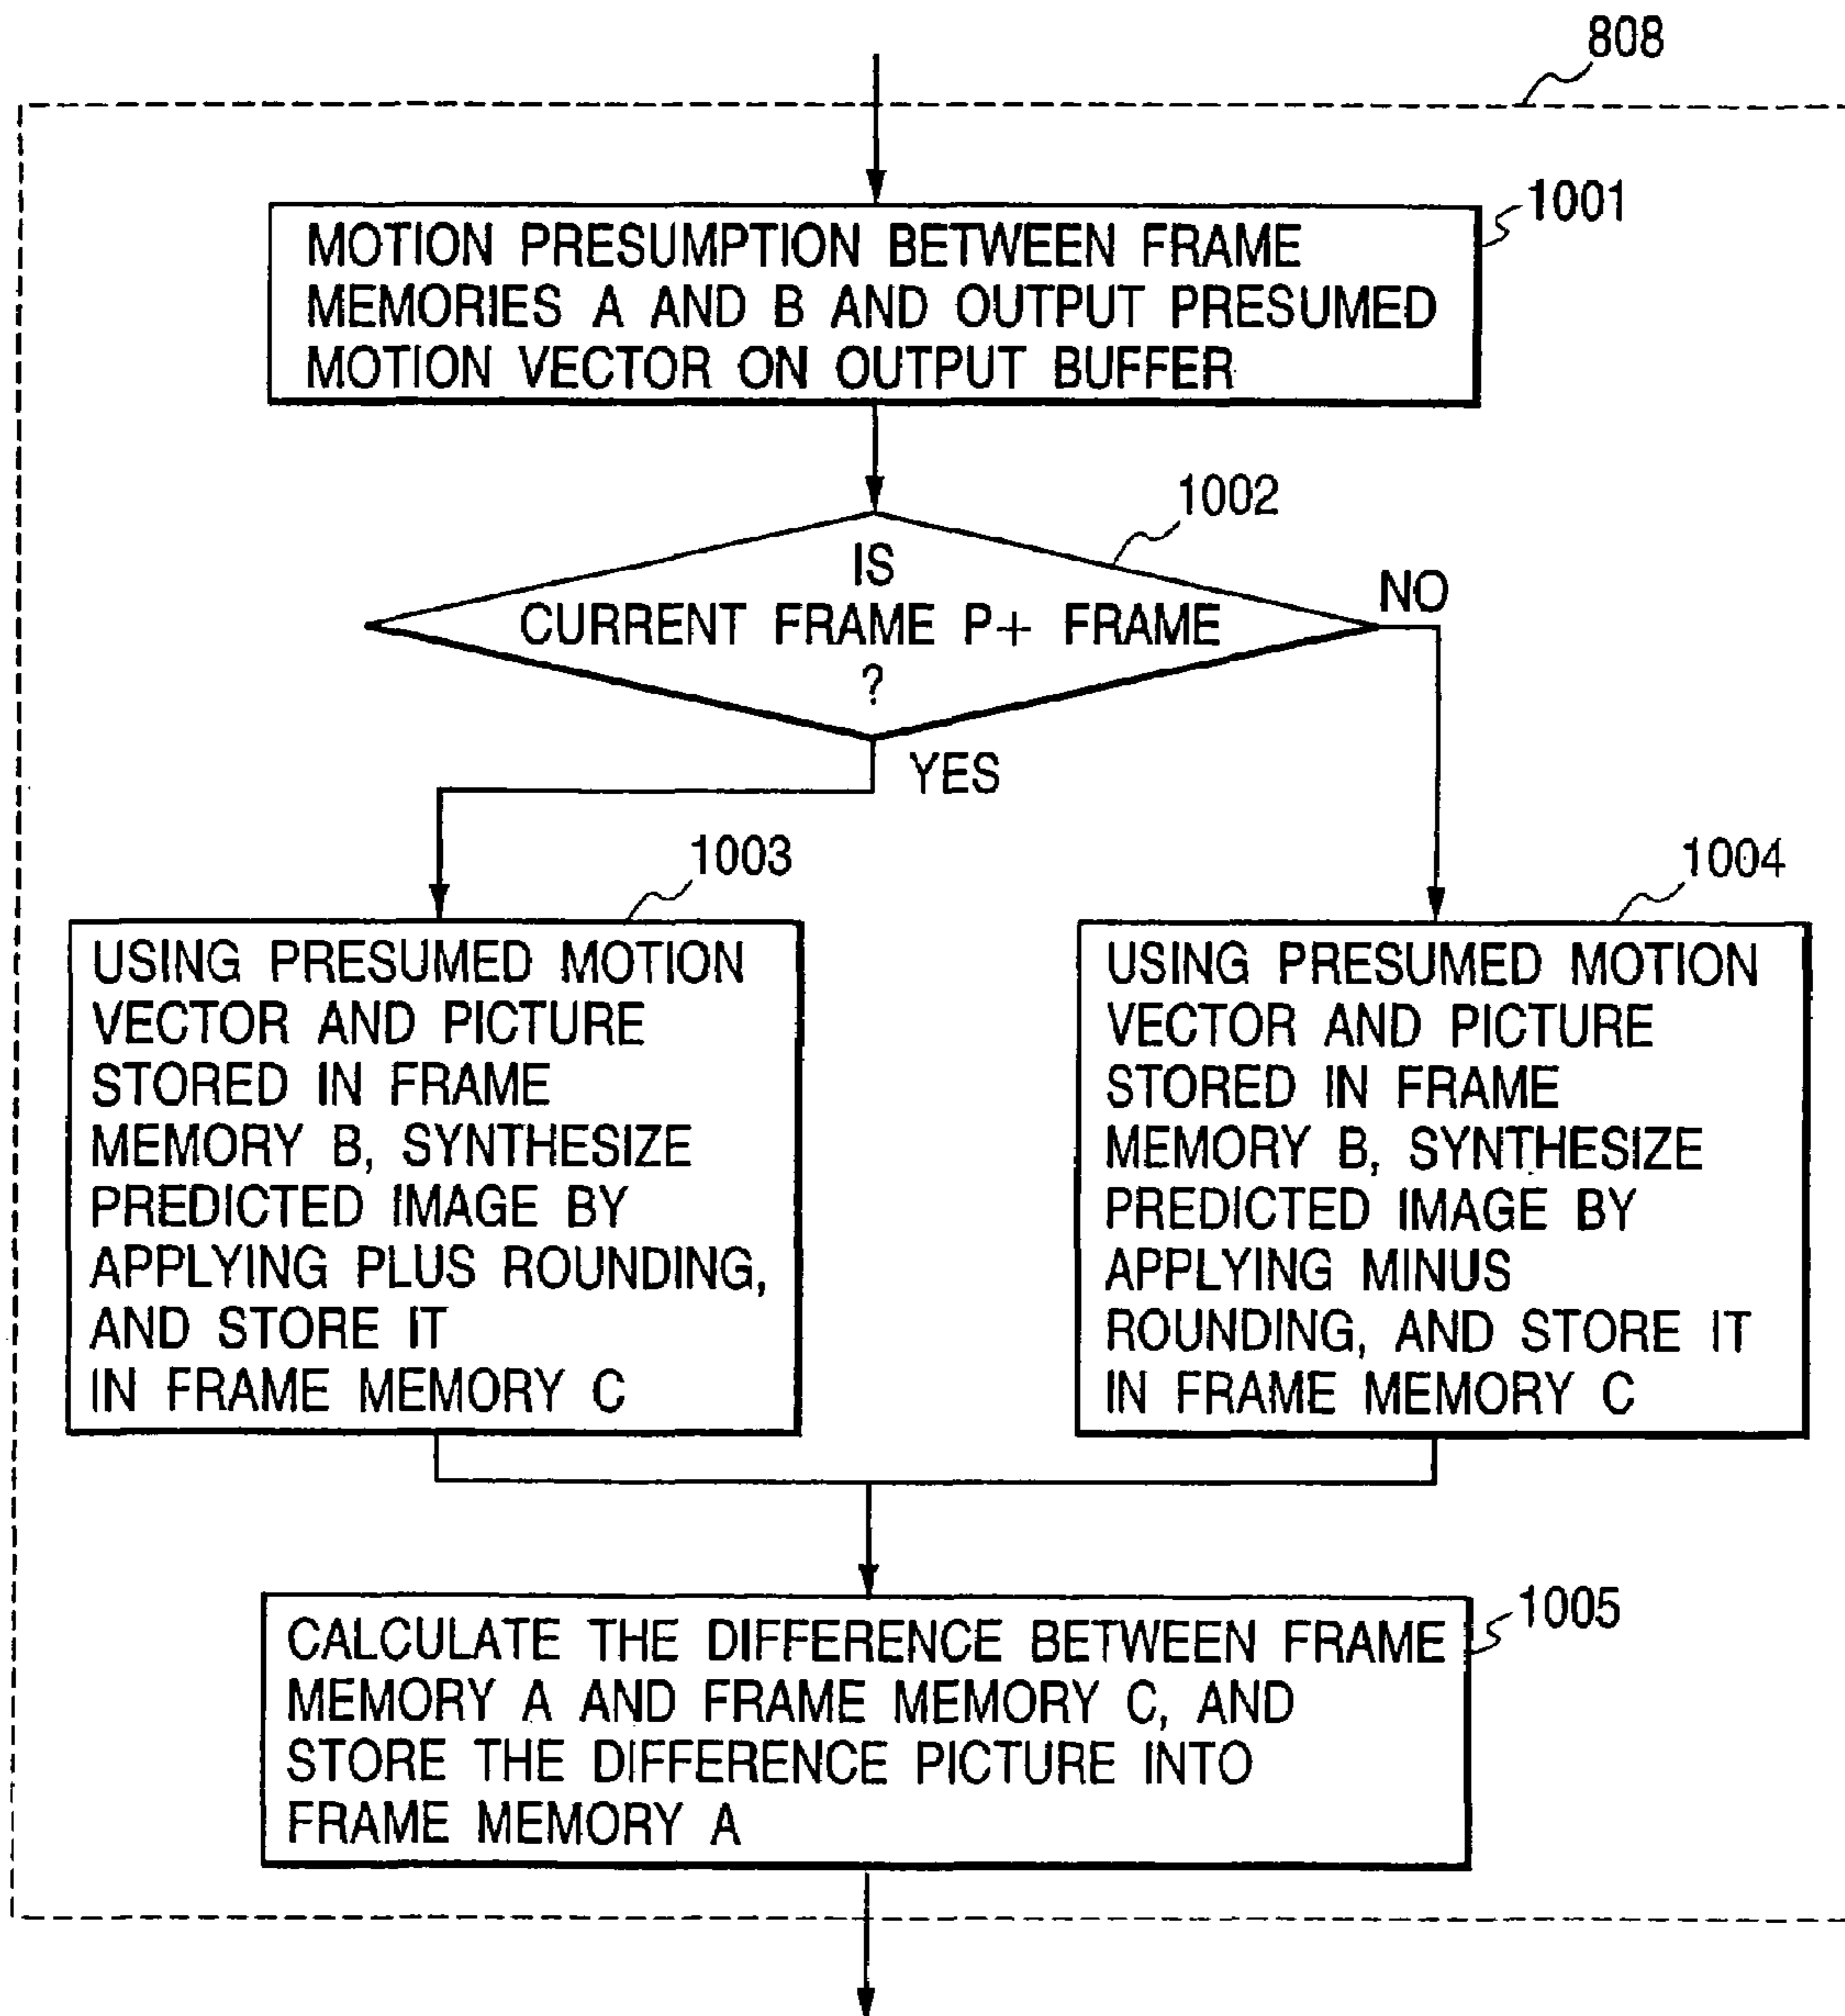 808
1001
MOTION PRESUMPTION BETWEEN FRAME
MEMORIES A AND B AND OUTPUT PRESUMED
MOTION VECTOR ON OUTPUT BUFFER
1002
IS
CURRENT FRAME P+ FRAME
?
NO
YES
1003
USING PRESUMED MOTION
VECTOR AND PICTURE
STORED IN FRAME
MEMORY B, SYNTHESIZE
PREDICTED IMAGE BY
APPLYING PLUS ROUNDING,
AND STORE IT
IN FRAME MEMORY C
1004
USING PRESUMED MOTION
VECTOR AND PICTURE
STORED IN FRAME
MEMORY B, SYNTHESIZE
PREDICTED IMAGE BY
APPLYING MINUS
ROUNDING, AND STORE IT
IN FRAME MEMORY C
1005
CALCULATE THE DIFFERENCE BETWEEN FRAME
MEMORY A AND FRAME MEMORY C, AND
STORE THE DIFFERENCE PICTURE INTO
FRAME MEMORY A